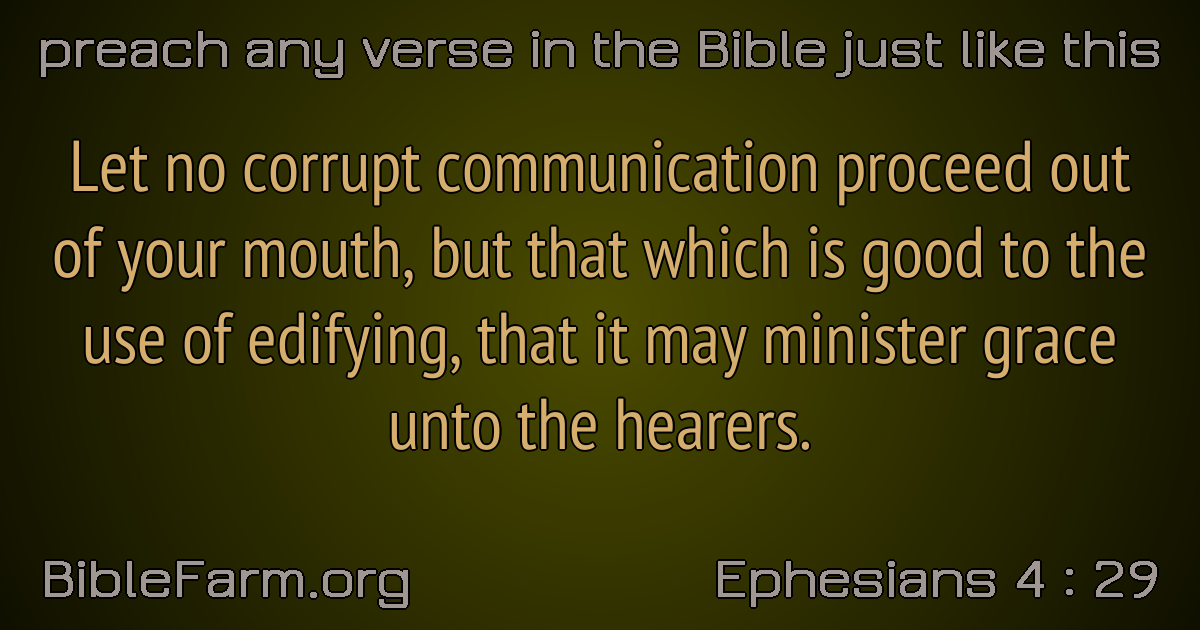 preach any verse in the Bible just like this
Let no corrupt communication proceed out
of your mouth, but that which is good to the
use of edifying, that it may minister grace
unto the hearers.
BibleFarm.org
Ephesians 4 : 29